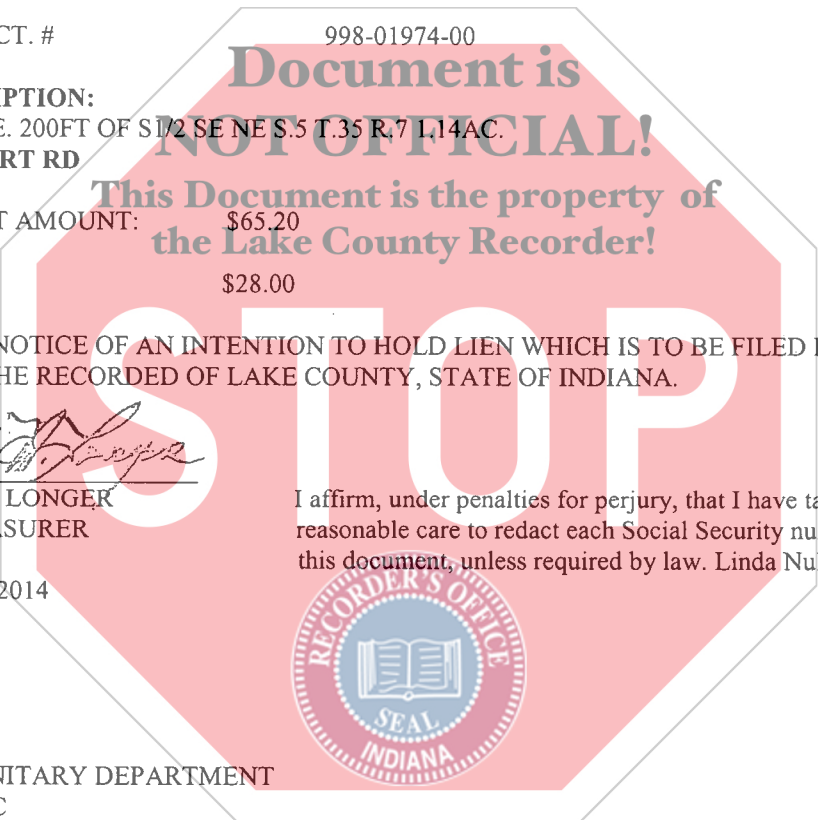 CT. # 998-01974-00
Document is
IPTION:
E. 200FT OF S1/2 SE NE S.5 T.35 R.7 1.14AC.
NOT OFFICIAL!
RT RD
This Document is the property of
T AMOUNT: $65.20
the Lake County Recorder!
$28.00
STOP
NOTICE OF AN INTENTION TO HOLD LIEN WHICH IS TO BE FILED
HE RECORDED OF LAKE COUNTY, STATE OF INDIANA.
LONGER
I affirm, under penalties for perjury, that I have ta
SURER
reasonable care to redact each Social Security nu
this document, unless required by law. Linda Nu
2014
RECORDER'S OFFICE
SEAL
INDIANA
NITARY DEPARTMENT
C